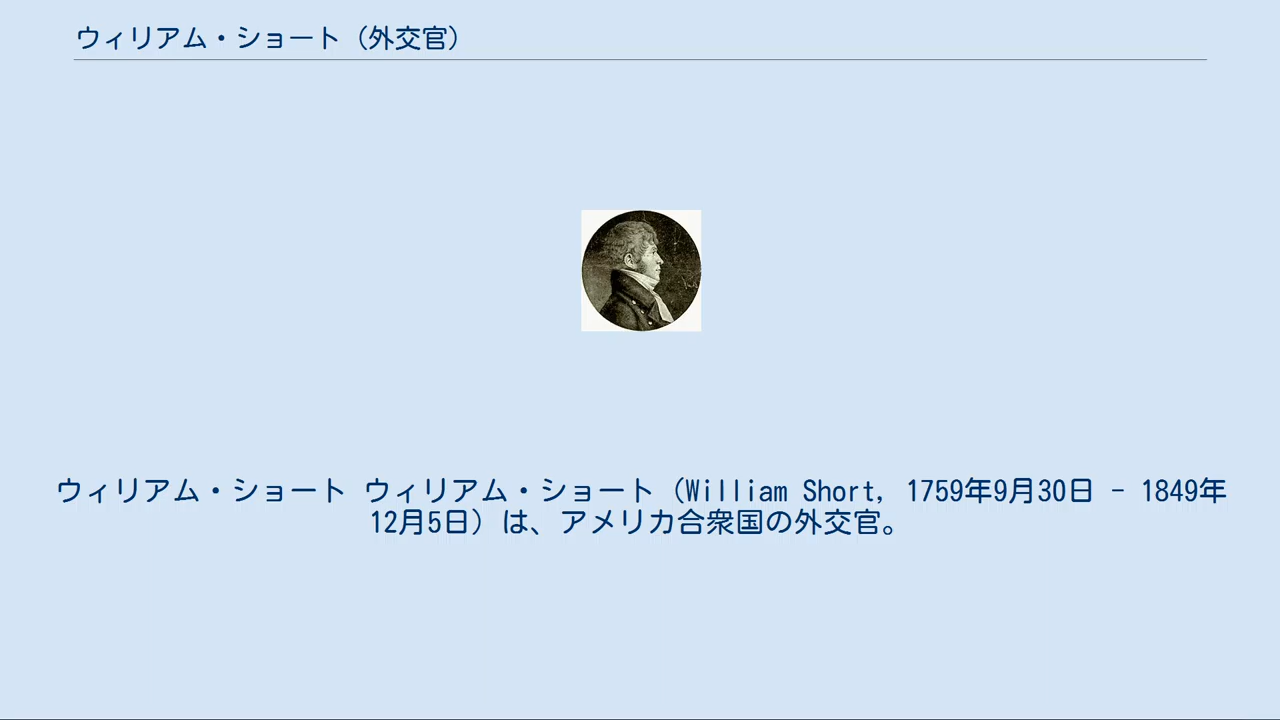 ウィリアム・ショート（外交官）
ウィリアム・ショート ウィリアム・ショート（William Short, 1759年9月30日 - 1849年
12月5日）は、アメリカ合衆国の外交官。